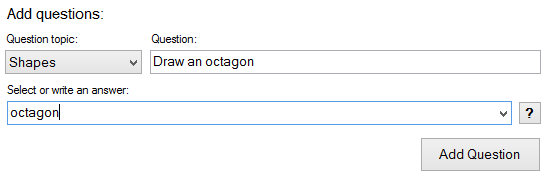 Add questions:
Question topic: Question:
Shapes Draw an octagon
Select or write an answer:
octagon ?
Add Question